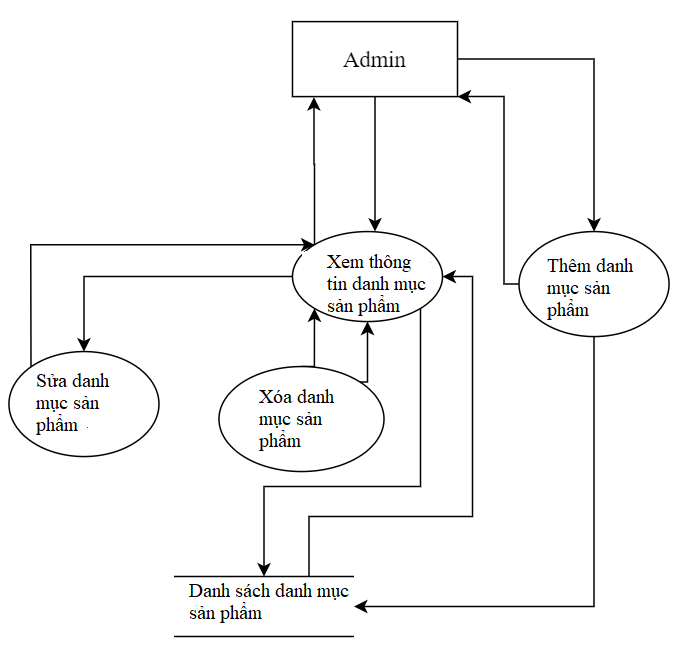 Admin
Xem thông
tin danh mục
sản phẩm
Thêm danh
mục sản
phẩm
Sửa danh
mục sản
phẩm
Xóa danh
mục sản
phẩm
Danh sách danh mục
sản phẩm